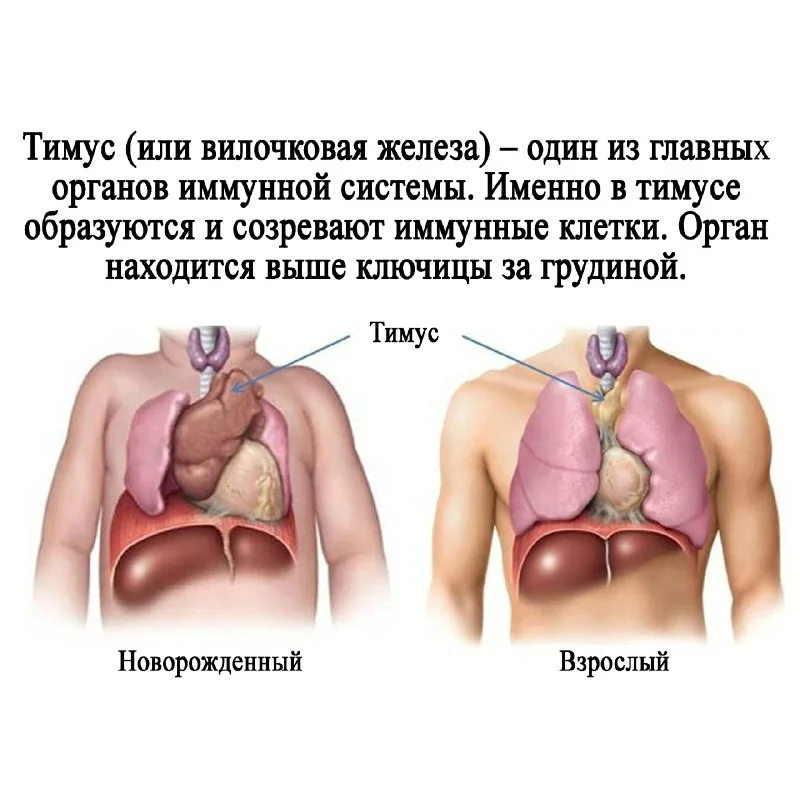 Тимус (или вилочковая железа) – один из главных
органов иммунной системы. Именно в тимусе
образуются и созревают иммунные клетки. Орган
находится выше ключицы за грудиной.
Тимус
Новорожденный
Взрослый